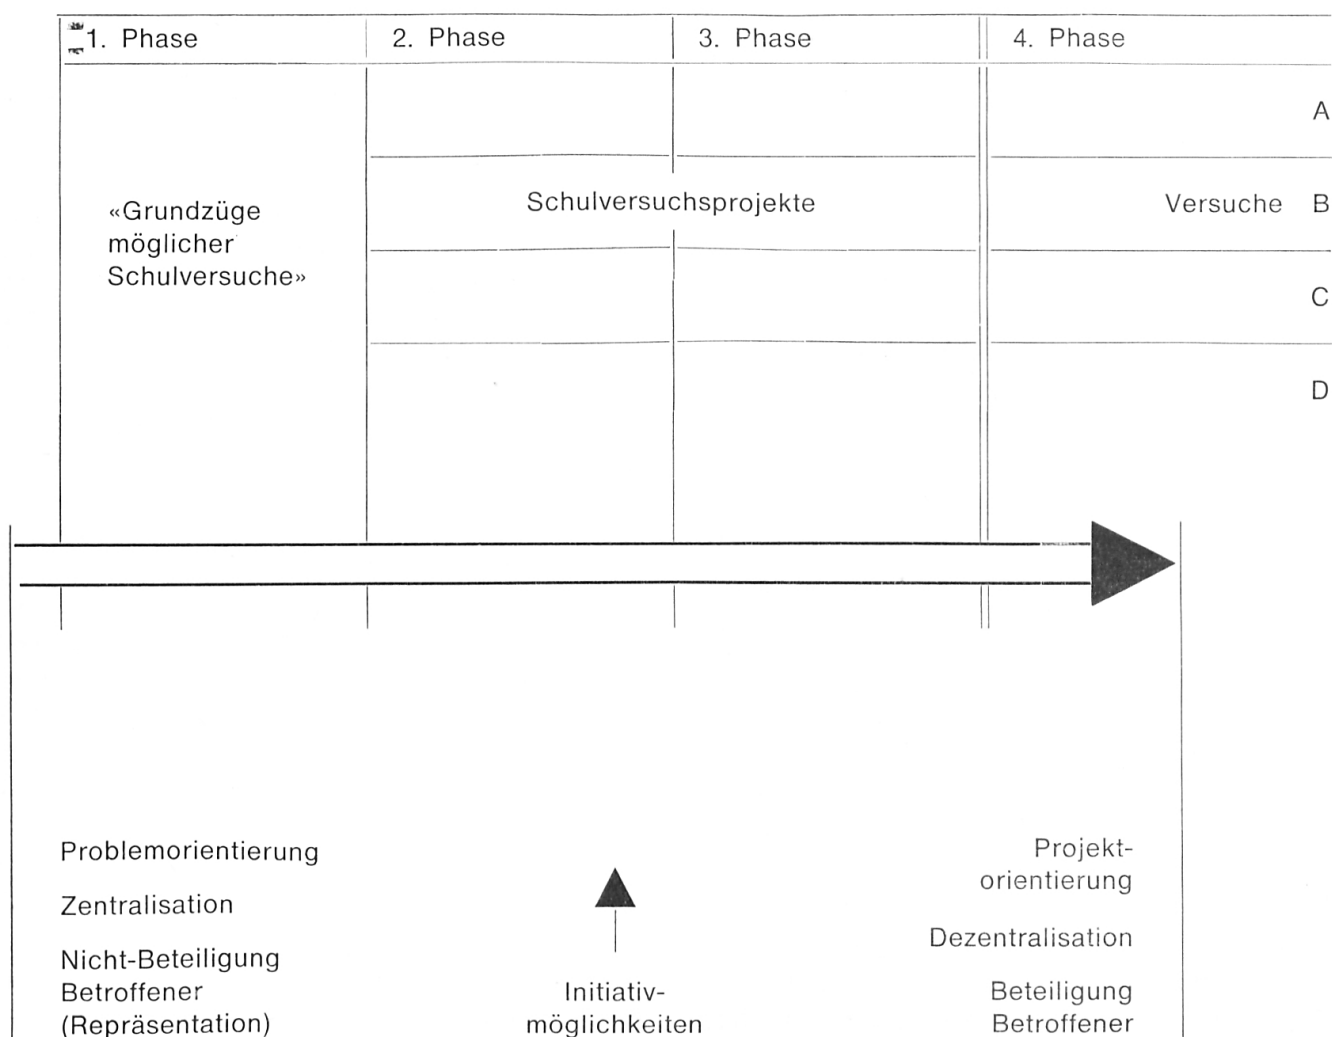 1. Phase
2. Phase
3. Phase
4. Phase
A
«Grundzüge
möglicher
Schulversuche»
Schulversuchsprojekte
Versuche B
C
D
Problemorientierung
Zentralisation
Nicht-Beteiligung
Betroffener
(Repräsentation)
Initiativ-
möglichkeiten
Projekt-
orientierung
Dezentralisation
Beteiligung
Betroffener